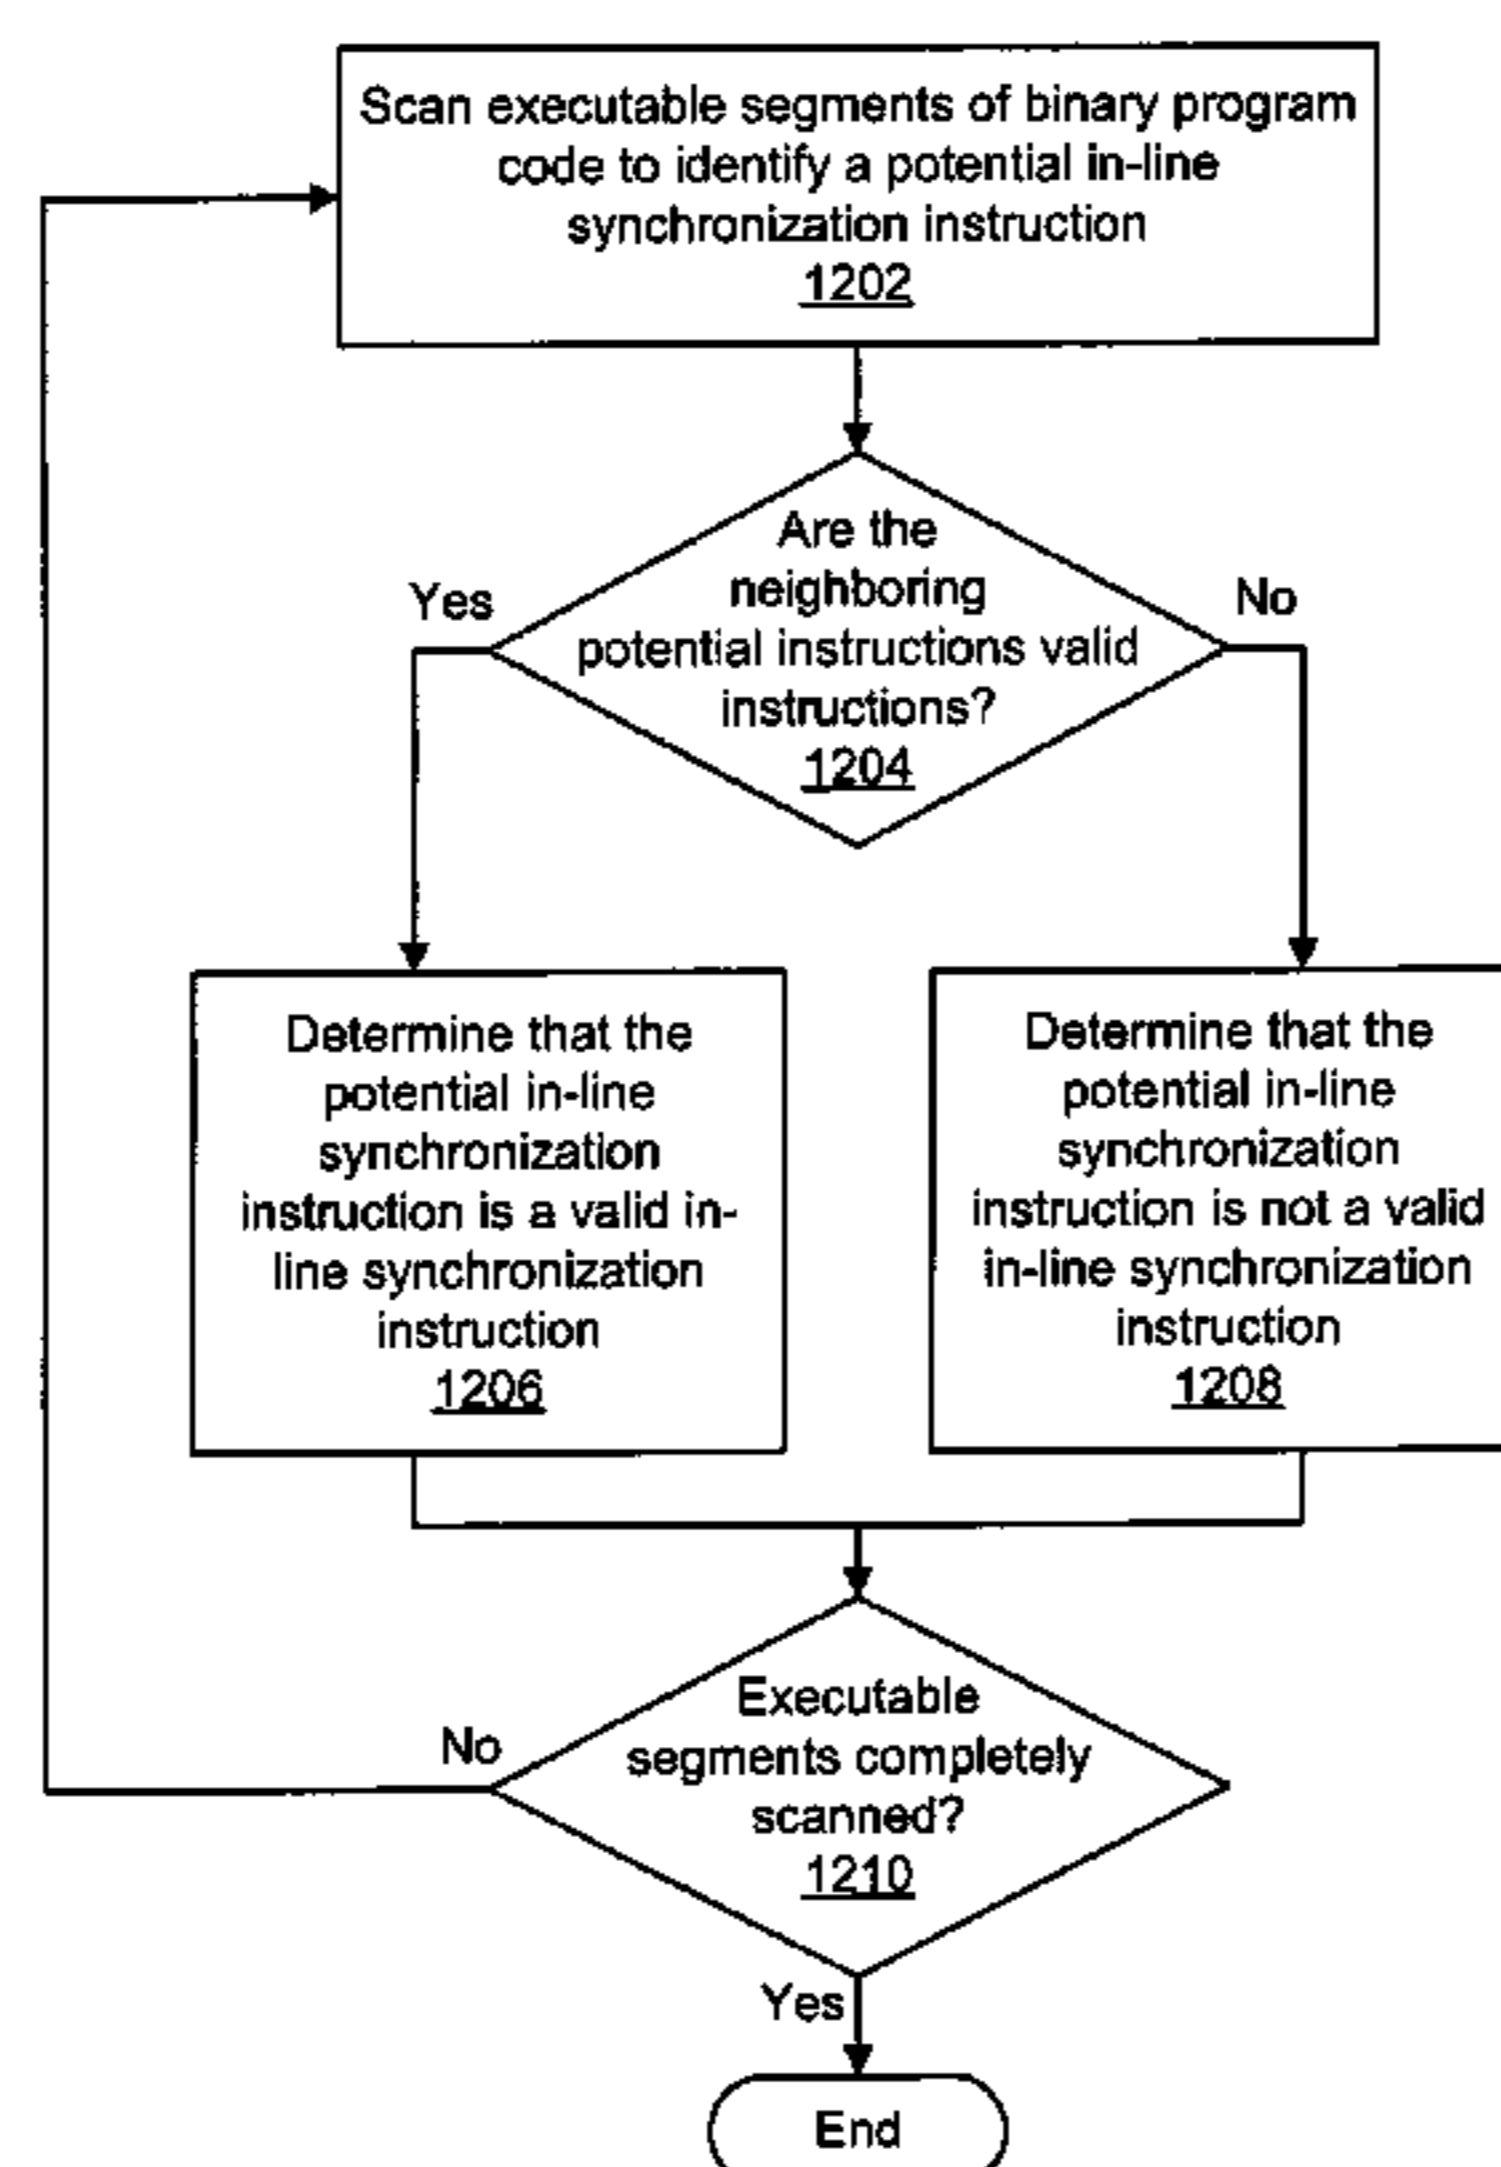 Scan executable segments of binary program
code to identify a potential in-line
synchronization instruction
1202
Are the
neighboring
potential instructions valid
instructions?
1204
Yes
No
Determine that the
potential in-line
synchronization
instruction is a valid in-
line synchronization
instruction
1206
Determine that the
potential in-line
synchronization
instruction is not a valid
in-line synchronization
instruction
1208
Executable
segments completely
scanned?
1210
No
Yes
End